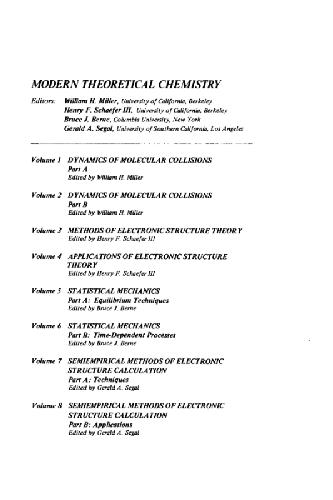 MODERN THEORETICAL CHEMISTRY
Editors: William H. Miller, University of California, Berkeley
Henry F. Schaefer III, University of California, Berkeley
Bruce J. Berne, Columbia University, New York
Gerald A. Segal, University of Southern California, Los Angeles
Volume 1 DYNAMICS OF MOLECULAR COLLISIONS
Part A
Edited by William H. Miller
Volume 2 DYNAMICS OF MOLECULAR COLLISIONS
Part B
Edited by William H. Miller
Volume 3 METHODS OF ELECTRONIC STRUCTURE THEORY
Edited by Henry F. Schaefer III
Volume 4 APPLICATIONS OF ELECTRONIC STRUCTURE
THEORY
Edited by Henry F. Schaefer III
Volume 5 STATISTICAL MECHANICS
Part A: Equilibrium Techniques
Edited by Bruce J. Berne
Volume 6 STATISTICAL MECHANICS
Part B: Time-Dependent Processes
Edited by Bruce J. Berne
Volume 7 SEMIEMPIRICAL METHODS OF ELECTRONIC
STRUCTURE CALCULATION
Part A: Techniques
Edited by Gerald A. Segal
Volume 8 SEMIEMPIRICAL METHODS OF ELECTRONIC
STRUCTURE CALCULATION
Part B: Applications
Edited by Gerald A. Segal